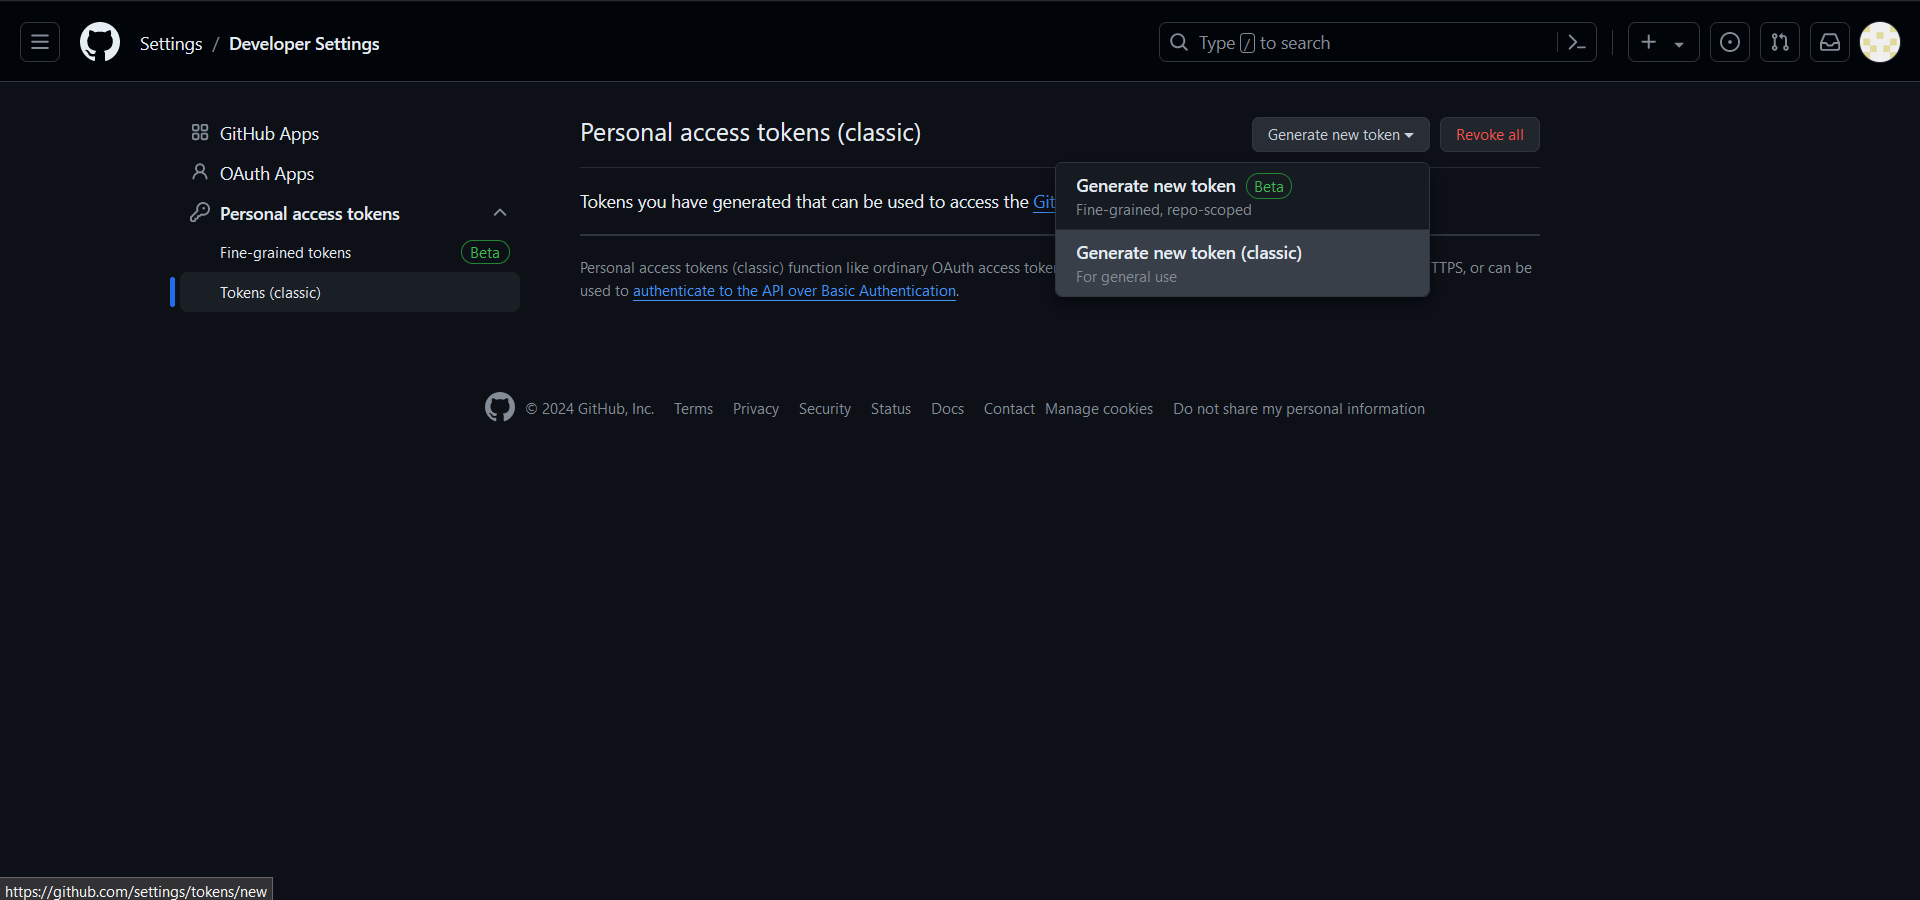 Settings / Developer Settings
Type / to search
GitHub Apps
OAuth Apps
Personal access tokens
Fine-grained tokens Beta
Tokens (classic)
Personal access tokens (classic)
Generate new token
Revoke all
Generate new token Beta
Fine-grained, repo-scoped
Generate new token (classic)
For general use
Tokens you have generated that can be used to access the Git
Personal access tokens (classic) function like ordinary OAuth access toke TTPS, or can be
used to authenticate to the API over Basic Authentication.
© 2024 GitHub, Inc. Terms Privacy Security Status Docs Contact Manage cookies Do not share my personal information
https://github.com/settings/tokens/new